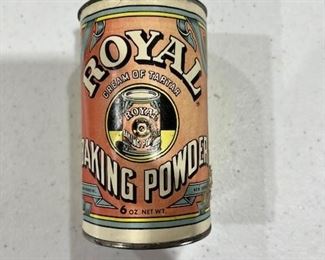 ROYAL
CREAM OF TARTAR
ROYAL
BAKING POWDER
6 OZ. NET WT.